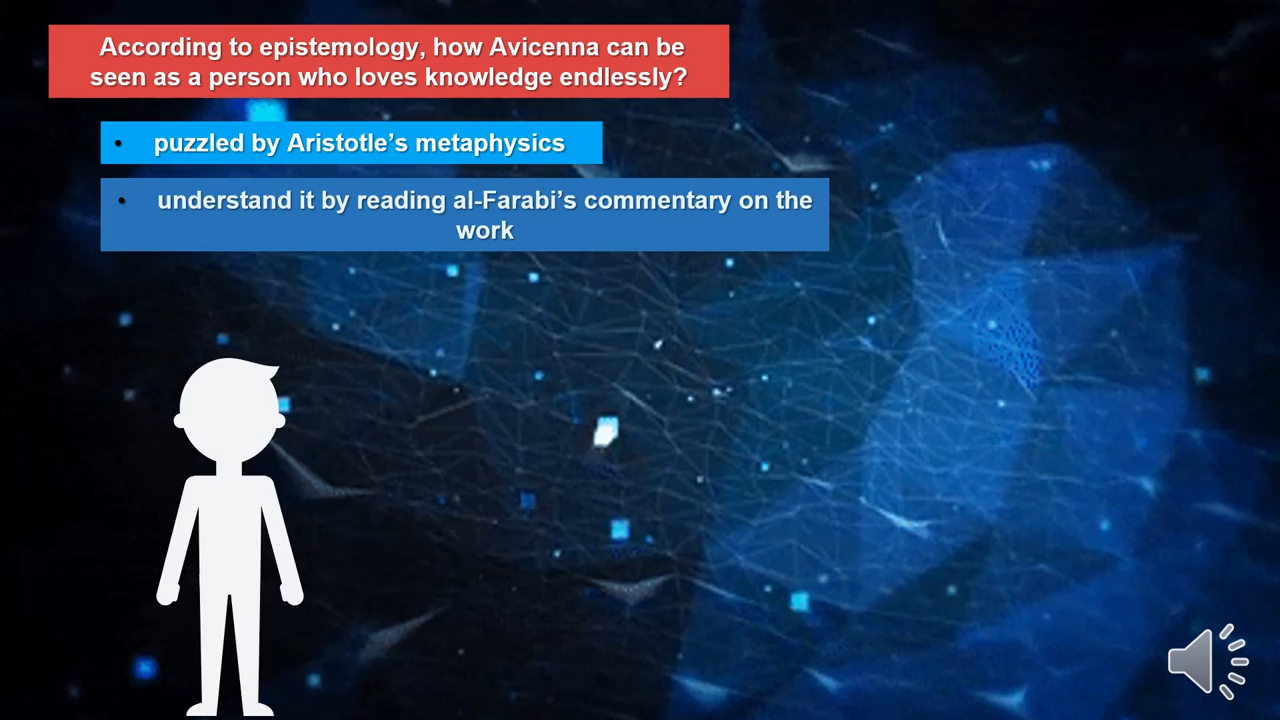 According to epistemology, how Avicenna can be
seen as a person who loves knowledge endlessly?
• puzzled by Aristotle’s metaphysics
• understand it by reading al-Farabi’s commentary on the
work